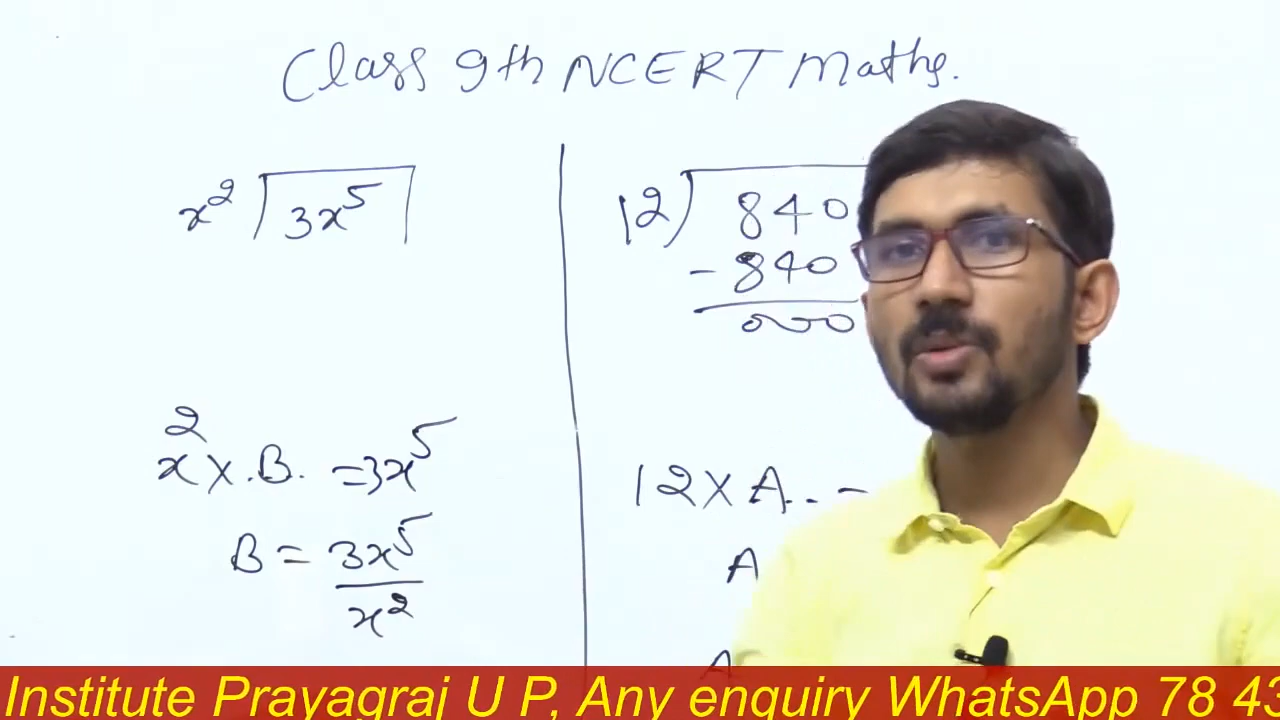 Class 9th NCERT Maths.
x² ) 3x⁵
x² × .B. = 3x⁵
B = 3x⁵
x²
12 ) 840
- 840
000
12 × A.. -
A
A
Institute Prayagraj U P, Any enquiry WhatsApp 78 43